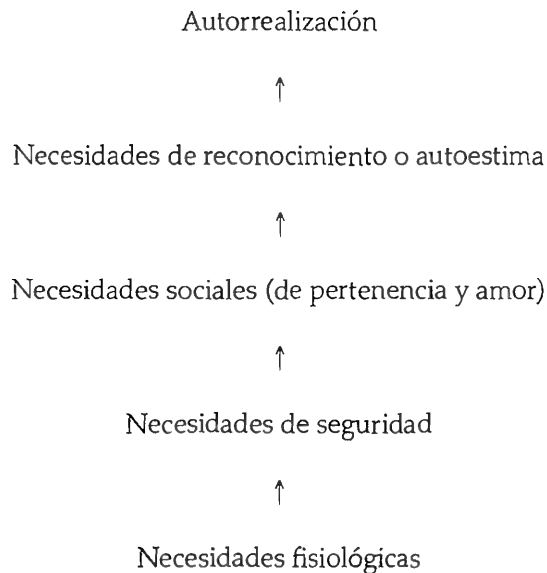 Autorrealización
↑
Necesidades de reconocimiento o autoestima
↑
Necesidades sociales (de pertenencia y amor)
↑
Necesidades de seguridad
↑
Necesidades fisiológicas